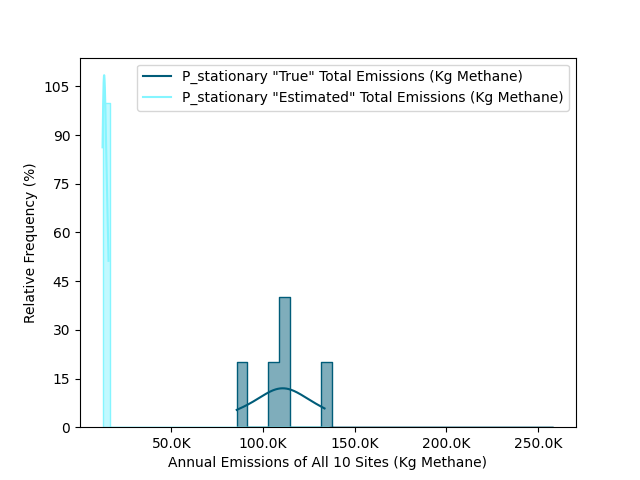 P_stationary "True" Total Emissions (Kg Methane)
P_stationary "Estimated" Total Emissions (Kg Methane)
105
90
75
60
45
30
15
0
Relative Frequency (%)
50.0K
100.0K
150.0K
200.0K
250.0K
Annual Emissions of All 10 Sites (Kg Methane)